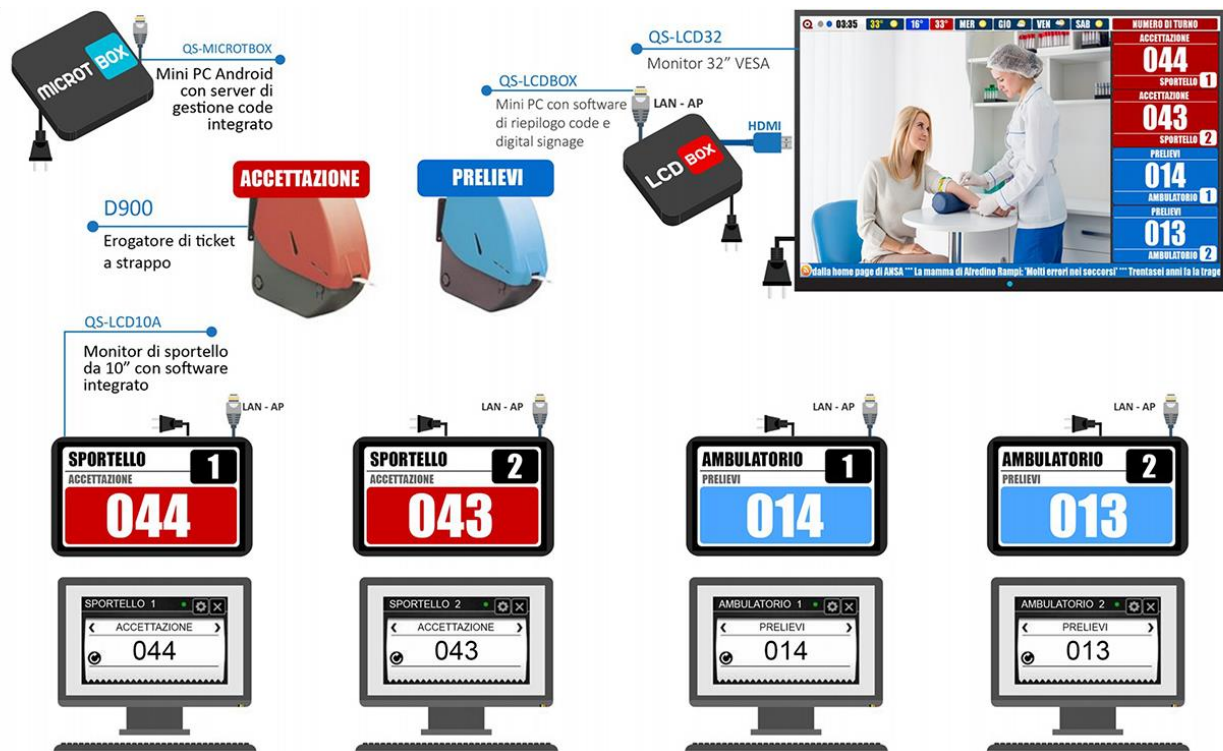 QS-MICROTBOX
Mini PC Android
con server di
gestione code
integrato
MICROT BOX
QS-LCD32
Monitor 32” VESA
QS-LCDBOX
Mini PC con software
di riepilogo code e
digital signage
LAN - AP
HDMI
LCD BOX
03:35 33° 16° 33° MER GIO VEN SAB NUMERO DI TURNO
ACCETTAZIONE
044
SPORTELLO 1
ACCETTAZIONE
043
SPORTELLO 2
PRELIEVI
014
AMBULATORIO 1
PRELIEVI
013
AMBULATORIO 2
dalla home page di ANSA *** La mamma di Alfredino Rampi: 'Molti errori nei soccorsi' *** Trentasei anni fa la trage
D900
Erogatore di ticket
a strappo
ACCETTAZIONE
PRELIEVI
QS-LCD10A
Monitor di sportello
da 10” con software
integrato
LAN - AP
LAN - AP
LAN - AP
LAN - AP
SPORTELLO 1
ACCETTAZIONE
044
SPORTELLO 2
ACCETTAZIONE
043
AMBULATORIO 1
PRELIEVI
014
AMBULATORIO 2
PRELIEVI
013
SPORTELLO 1
ACCETTAZIONE
044
SPORTELLO 2
ACCETTAZIONE
043
AMBULATORIO 1
PRELIEVI
014
AMBULATORIO 2
PRELIEVI
013